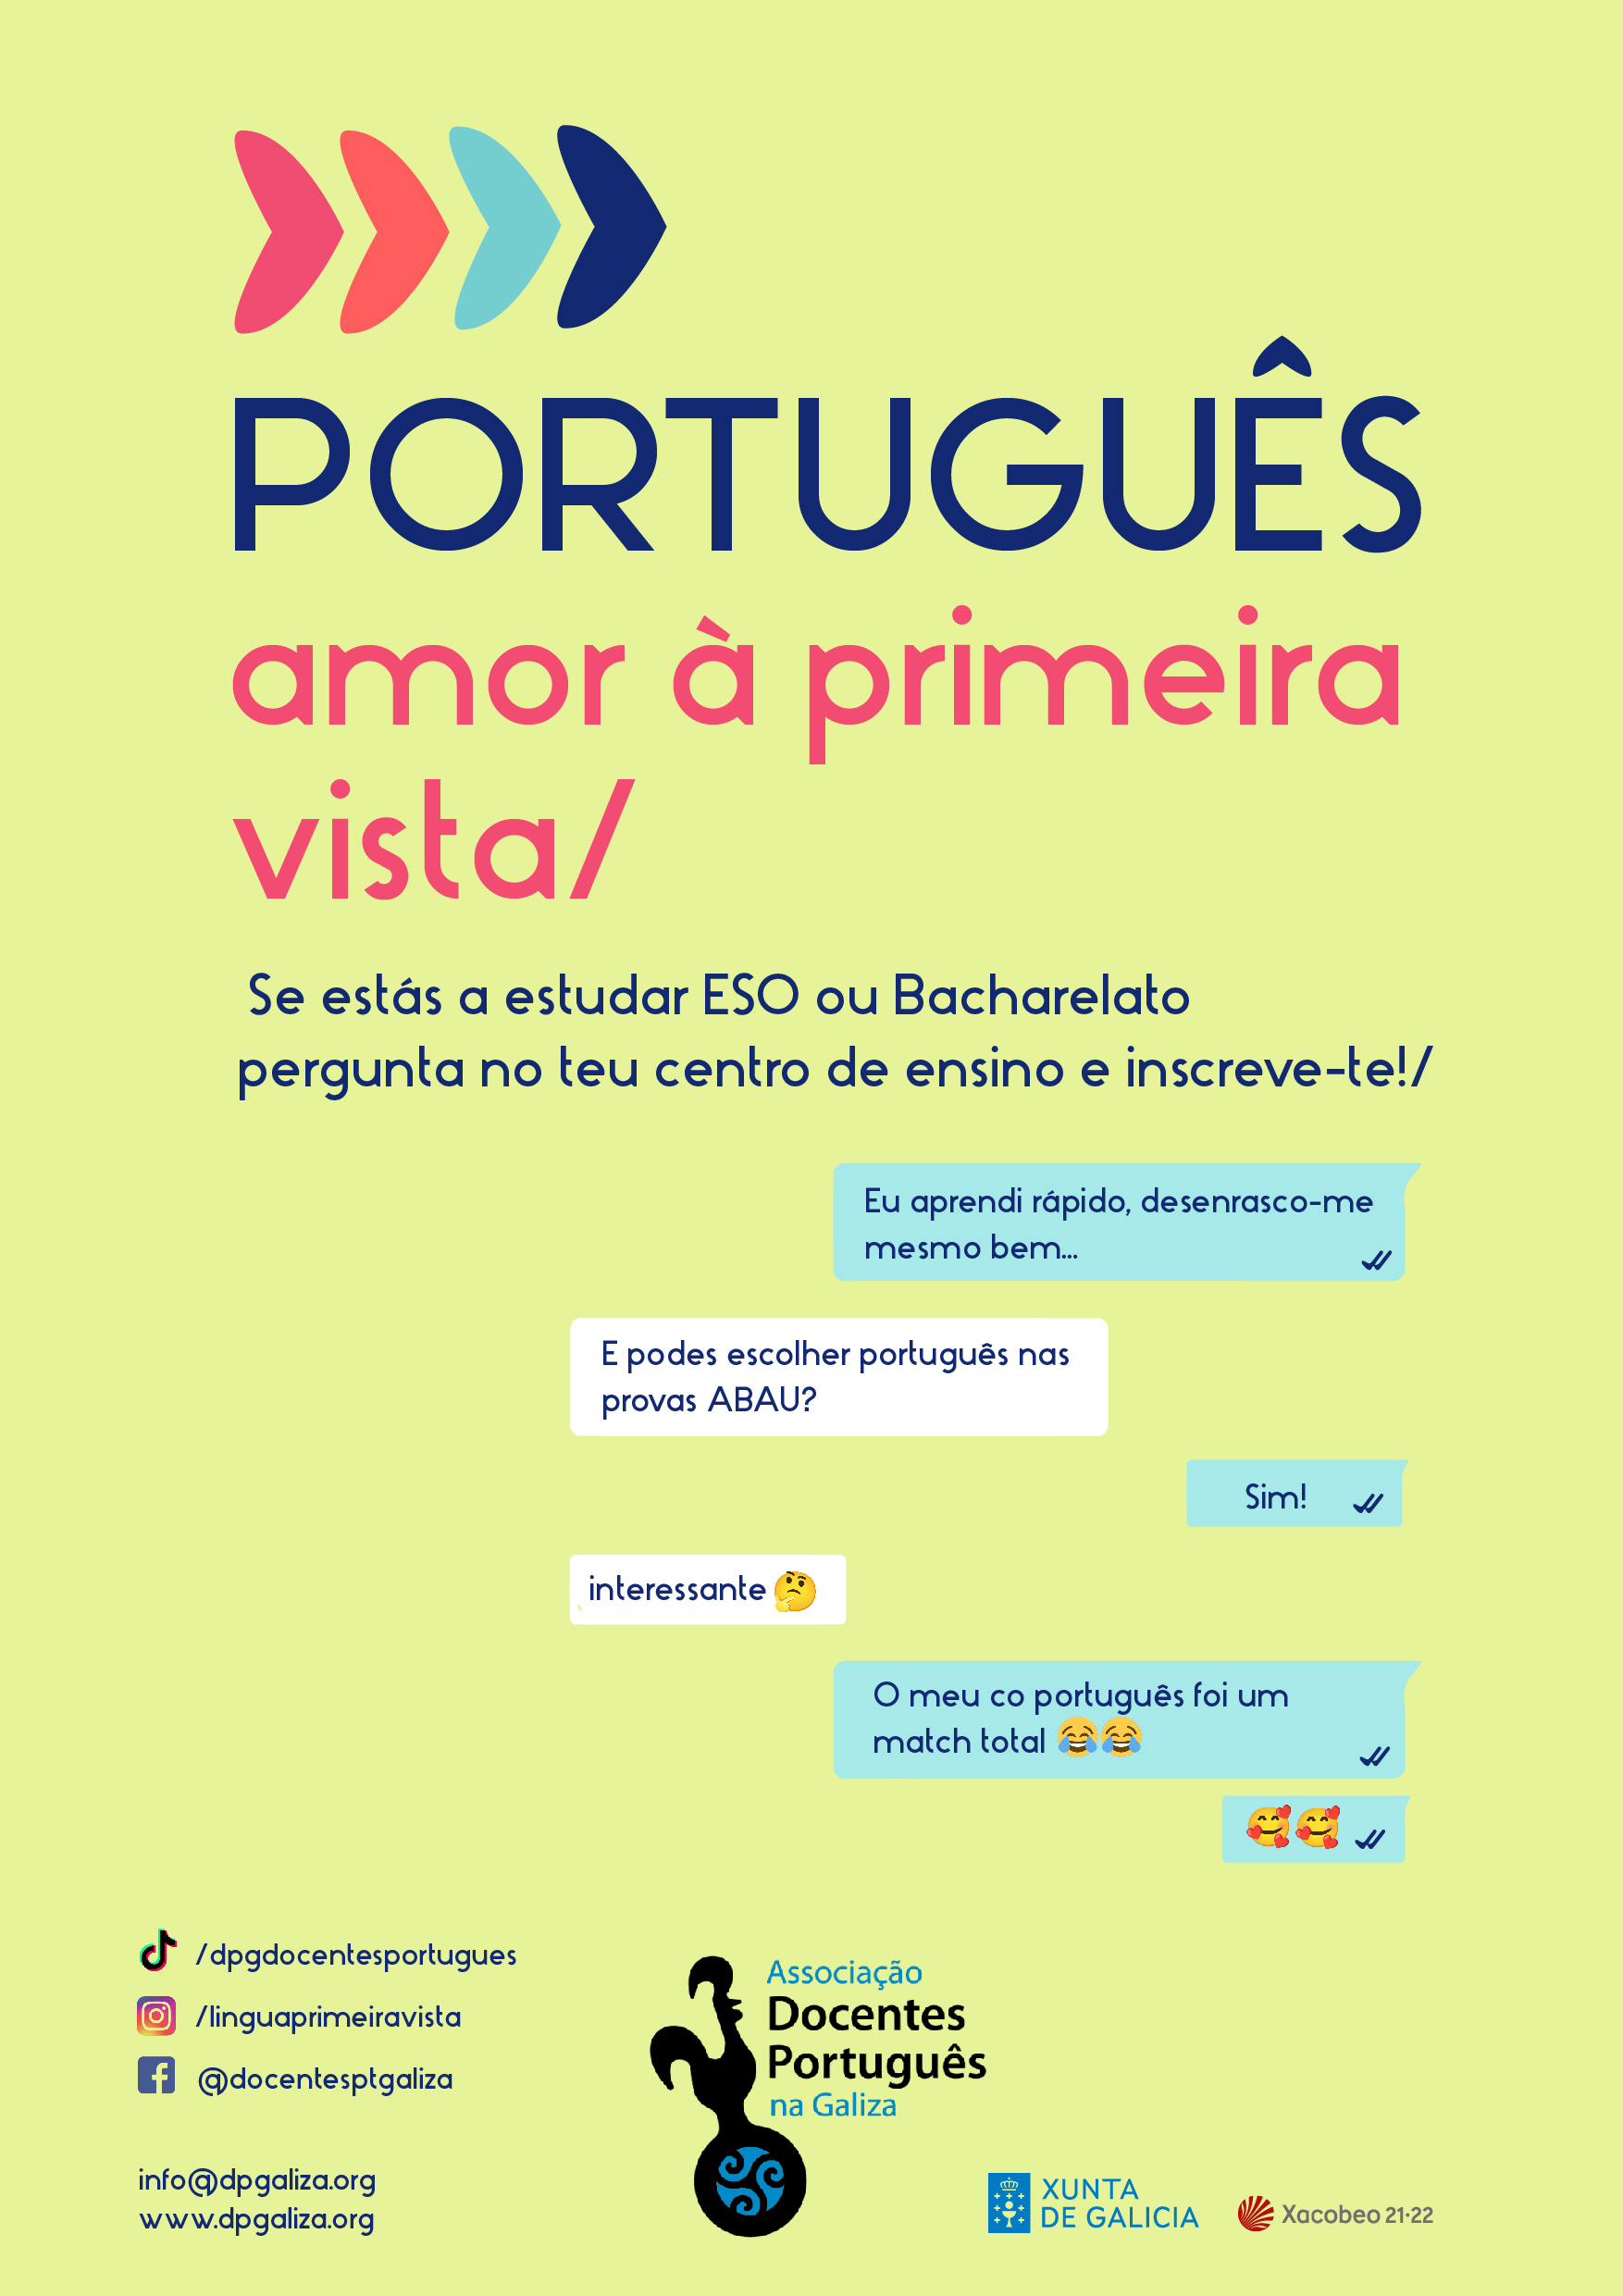 PORTUGUÊS
amor à primeira
vista/
Se estás a estudar ESO ou Bacharelato
pergunta no teu centro de ensino e inscreve-te!/
Eu aprendi rápido, desenrasco-me
mesmo bem...
E podes escolher português nas
provas ABAU?
Sim!
interessante 🤔
O meu co português foi um
match total 😂😂
🥰🥰
/dpgdocentesportugues
/linguaprimeiravista
@docentesptgaliza
info@dpgaliza.org
www.dpgaliza.org
Associação
Docentes
Português
na Galiza
XUNTA
DE GALICIA
Xacobeo 21·22